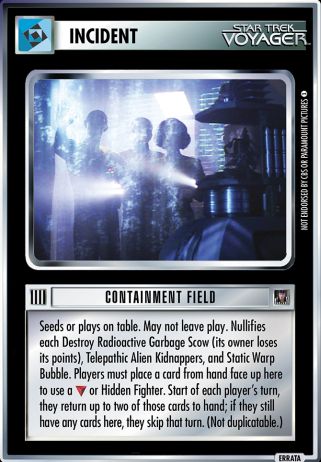 INCIDENT
STAR TREK
VOYAGER
NOT ENDORSED BY CBS OR PARAMOUNT PICTURES
CONTAINMENT FIELD
Seeds or plays on table. May not leave play. Nullifies
each Destroy Radioactive Garbage Scow (its owner loses
its points), Telepathic Alien Kidnappers, and Static Warp
Bubble. Players must place a card from hand face up here
to use a or Hidden Fighter. Start of each player's turn,
they return up to two of those cards to hand; if they still
have any cards here, they skip that turn. (Not duplicatable.)
ERRATA